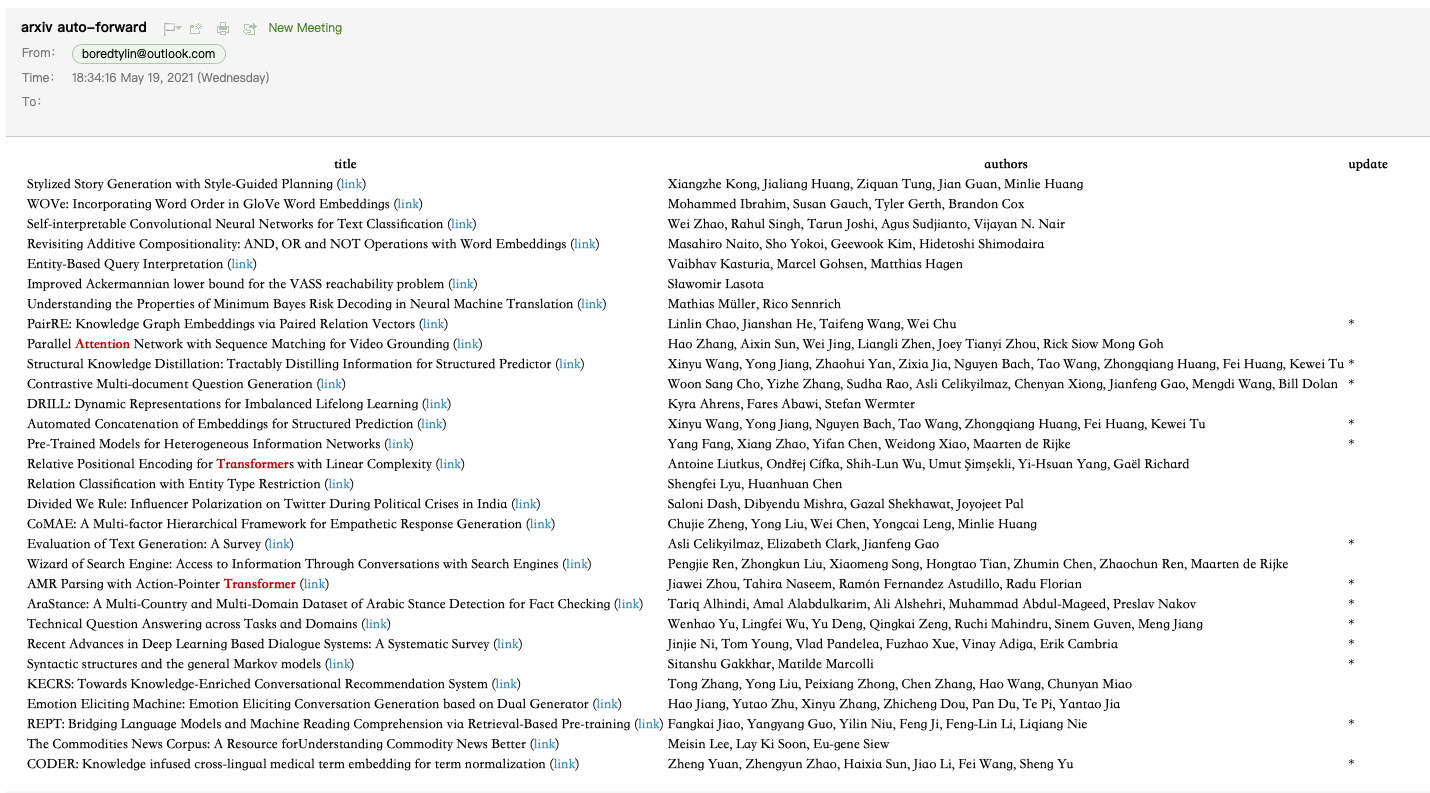 arxiv auto-forward New Meeting
From: boredtylin@outlook.com
Time: 18:34:16 May 19, 2021 (Wednesday)
To:
title authors update
Stylized Story Generation with Style-Guided Planning (link) Xiangzhe Kong, Jialiang Huang, Ziquan Tung, Jian Guan, Minlie Huang
WOVe: Incorporating Word Order in GloVe Word Embeddings (link) Mohammed Ibrahim, Susan Gauch, Tyler Gerth, Brandon Cox
Self-interpretable Convolutional Neural Networks for Text Classification (link) Wei Zhao, Rahul Singh, Tarun Joshi, Agus Sudjianto, Vijayan N. Nair
Revisiting Additive Compositionality: AND, OR and NOT Operations with Word Embeddings (link) Masahiro Naito, Sho Yokoi, Geewook Kim, Hidetoshi Shimodaira
Entity-Based Query Interpretation (link) Vaibhav Kasturia, Marcel Gohsen, Matthias Hagen
Improved Ackermannian lower bound for the VASS reachability problem (link) Sławomir Lasota
Understanding the Properties of Minimum Bayes Risk Decoding in Neural Machine Translation (link) Mathias Müller, Rico Sennrich
PairRE: Knowledge Graph Embeddings via Paired Relation Vectors (link) Linlin Chao, Jianshan He, Taifeng Wang, Wei Chu *
Parallel Attention Network with Sequence Matching for Video Grounding (link) Hao Zhang, Aixin Sun, Wei Jing, Liangli Zhen, Joey Tianyi Zhou, Rick Siow Mong Goh
Structural Knowledge Distillation: Tractably Distilling Information for Structured Predictor (link) Xinyu Wang, Yong Jiang, Zhaohui Yan, Zixia Jia, Nguyen Bach, Tao Wang, Zhongqiang Huang, Fei Huang, Kewei Tu *
Contrastive Multi-document Question Generation (link) Woon Sang Cho, Yizhe Zhang, Sudha Rao, Asli Celikyilmaz, Chenyan Xiong, Jianfeng Gao, Mengdi Wang, Bill Dolan *
DRILL: Dynamic Representations for Imbalanced Lifelong Learning (link) Kyra Ahrens, Fares Abawi, Stefan Wermter
Automated Concatenation of Embeddings for Structured Prediction (link) Xinyu Wang, Yong Jiang, Nguyen Bach, Tao Wang, Zhongqiang Huang, Fei Huang, Kewei Tu *
Pre-Trained Models for Heterogeneous Information Networks (link) Yang Fang, Xiang Zhao, Yifan Chen, Weidong Xiao, Maarten de Rijke *
Relative Positional Encoding for Transformers with Linear Complexity (link) Antoine Liutkus, Ondřej Cífka, Shih-Lun Wu, Umut Şimşekli, Yi-Hsuan Yang, Gaël Richard
Relation Classification with Entity Type Restriction (link) Shengfei Lyu, Huanhuan Chen
Divided We Rule: Influencer Polarization on Twitter During Political Crises in India (link) Saloni Dash, Dibyendu Mishra, Gazal Shekhawat, Joyojeet Pal
CoMAE: A Multi-factor Hierarchical Framework for Empathetic Response Generation (link) Chujie Zheng, Yong Liu, Wei Chen, Yongcai Leng, Minlie Huang
Evaluation of Text Generation: A Survey (link) Asli Celikyilmaz, Elizabeth Clark, Jianfeng Gao *
Wizard of Search Engine: Access to Information Through Conversations with Search Engines (link) Pengjie Ren, Zhongkun Liu, Xiaomeng Song, Hongtao Tian, Zhumin Chen, Zhaochun Ren, Maarten de Rijke
AMR Parsing with Action-Pointer Transformer (link) Jiawei Zhou, Tahira Naseem, Ramón Fernandez Astudillo, Radu Florian *
AraStance: A Multi-Country and Multi-Domain Dataset of Arabic Stance Detection for Fact Checking (link) Tariq Alhindi, Amal Alabdulkarim, Ali Alshehri, Muhammad Abdul-Mageed, Preslav Nakov *
Technical Question Answering across Tasks and Domains (link) Wenhao Yu, Lingfei Wu, Yu Deng, Qingkai Zeng, Ruchi Mahindru, Sinem Guven, Meng Jiang *
Recent Advances in Deep Learning Based Dialogue Systems: A Systematic Survey (link) Jinjie Ni, Tom Young, Vlad Pandelea, Fuzhao Xue, Vinay Adiga, Erik Cambria *
Syntactic structures and the general Markov models (link) Sitanshu Gakkhar, Matilde Marcolli *
KECRS: Towards Knowledge-Enriched Conversational Recommendation System (link) Tong Zhang, Yong Liu, Peixiang Zhong, Chen Zhang, Hao Wang, Chunyan Miao
Emotion Eliciting Machine: Emotion Eliciting Conversation Generation based on Dual Generator (link) Hao Jiang, Yutao Zhu, Xinyu Zhang, Zhicheng Dou, Pan Du, Te Pi, Yantao Jia
REPT: Bridging Language Models and Machine Reading Comprehension via Retrieval-Based Pre-training (link) Fangkai Jiao, Yangyang Guo, Yilin Niu, Feng Ji, Feng-Lin Li, Liqiang Nie *
The Commodities News Corpus: A Resource forUnderstanding Commodity News Better (link) Meisin Lee, Lay Ki Soon, Eu-gene Siew
CODER: Knowledge infused cross-lingual medical term embedding for term normalization (link) Zheng Yuan, Zhengyun Zhao, Haixia Sun, Jiao Li, Fei Wang, Sheng Yu *